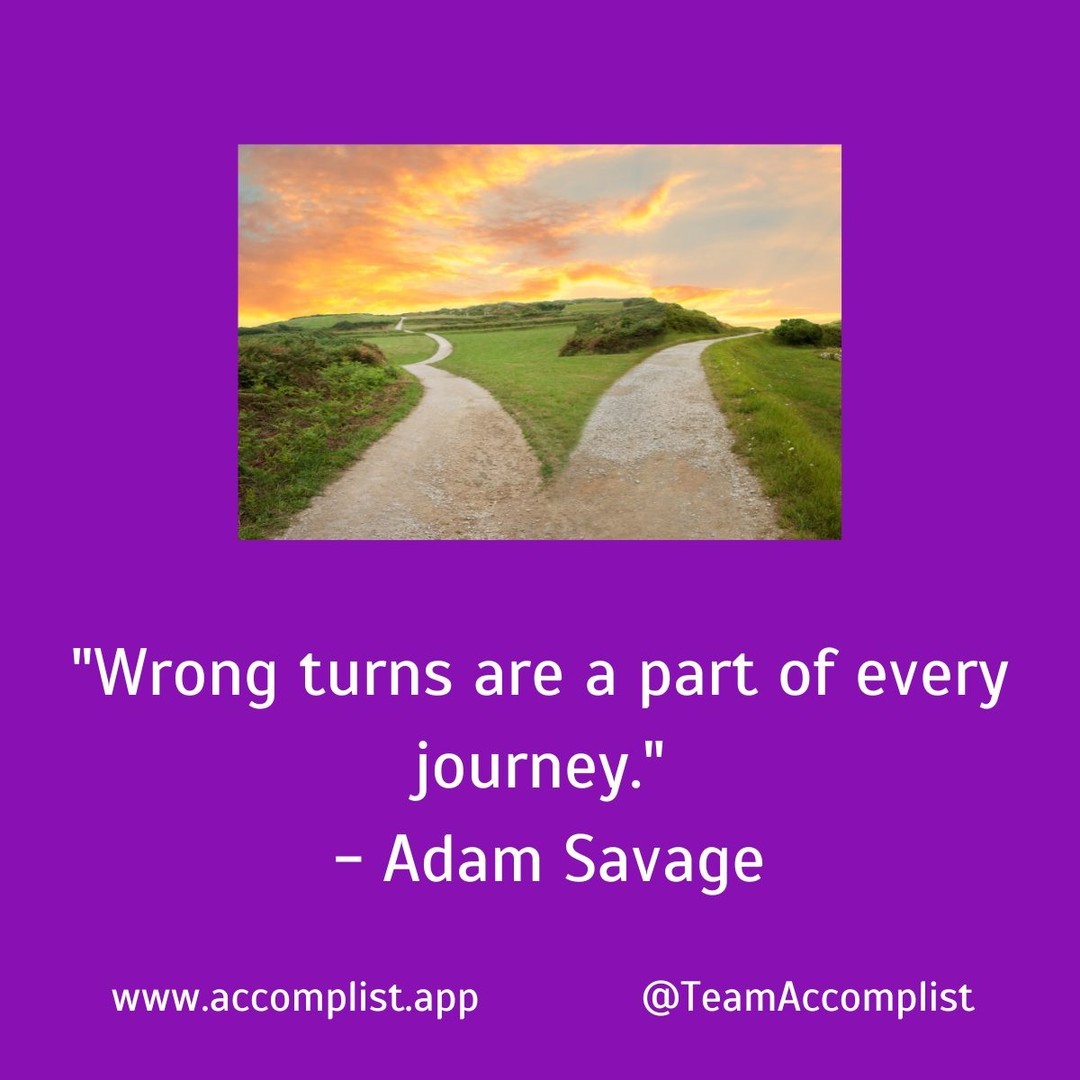 "Wrong turns are a part of every
journey."
– Adam Savage
www.accomplist.app
@TeamAccomplist